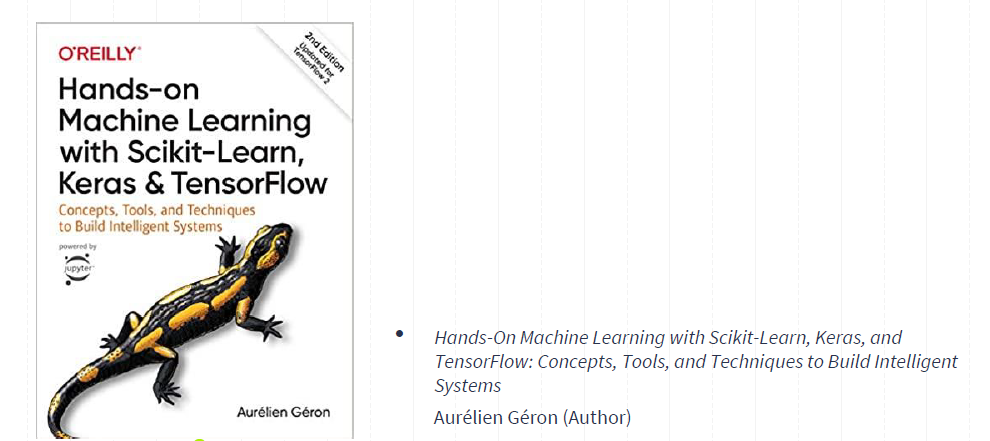 O'REILLY®
2nd Edition
Updated for
TensorFlow 2
Hands-on
Machine Learning
with Scikit-Learn,
Keras & TensorFlow
Concepts, Tools, and Techniques
to Build Intelligent Systems
powered by
jupyter
Aurélien Géron
• Hands-On Machine Learning with Scikit-Learn, Keras, and
TensorFlow: Concepts, Tools, and Techniques to Build Intelligent
Systems
Aurélien Géron (Author)